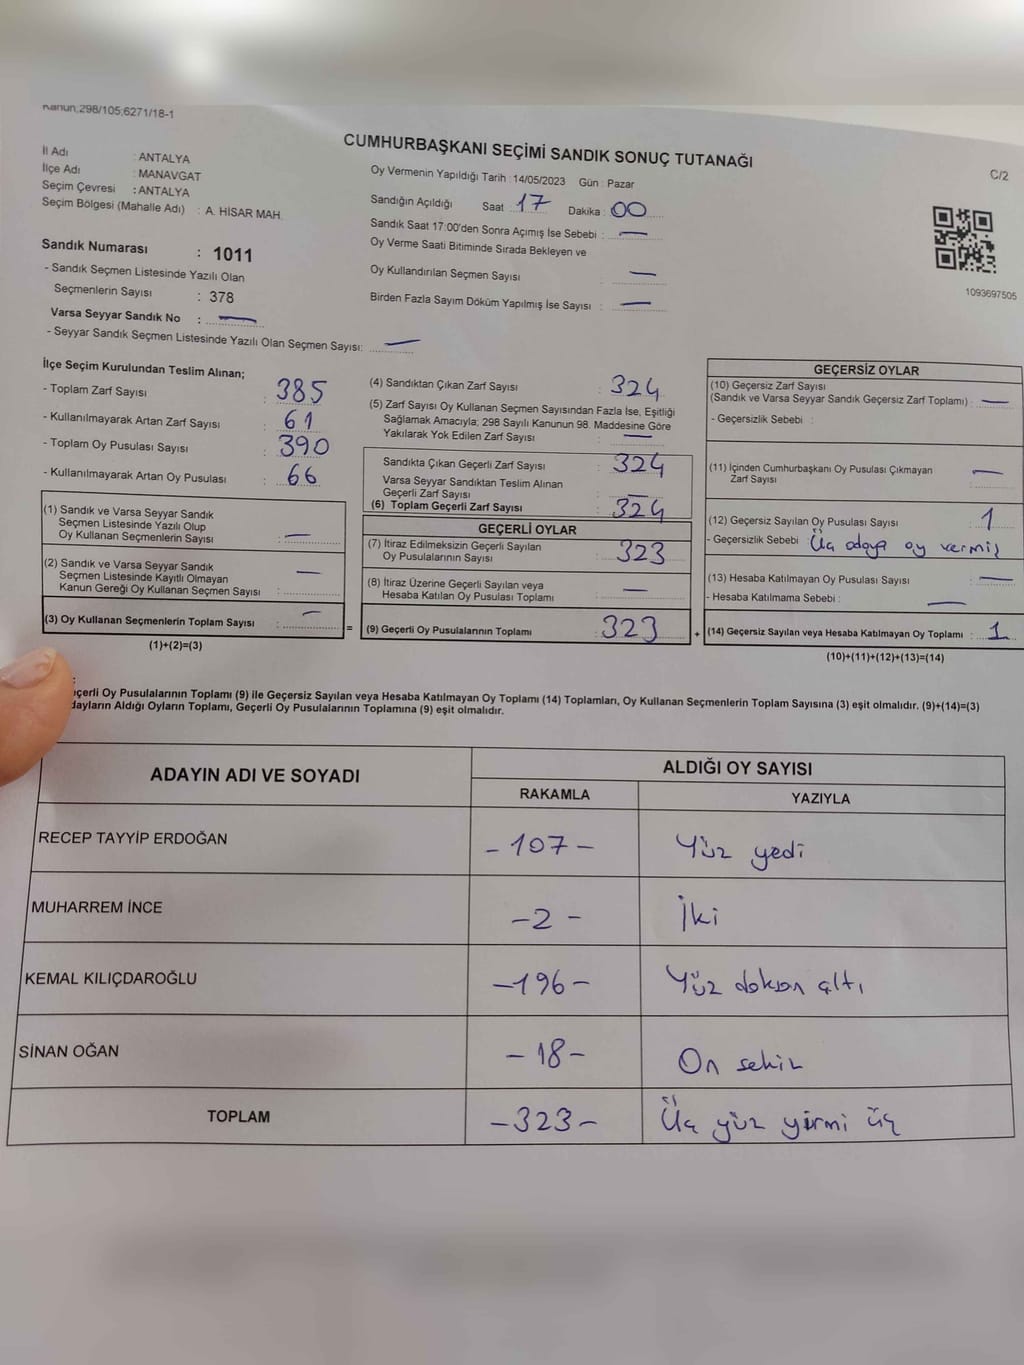 Kanun,298/105;6271/18-1
CUMHURBAŞKANI SEÇİMİ SANDIK SONUÇ TUTANAĞI
C/2
İl Adı : ANTALYA
İlçe Adı : MANAVGAT
Seçim Çevresi : ANTALYA
Seçim Bölgesi (Mahalle Adı) : A. HİSAR MAH.
Sandık Numarası : 1011
- Sandık Seçmen Listesinde Yazılı Olan
Seçmenlerin Sayısı : 378
Varsa Seyyar Sandık No : —
- Seyyar Sandık Seçmen Listesinde Yazılı Olan Seçmen Sayısı: —
Oy Vermenin Yapıldığı Tarih : 14/05/2023 Gün : Pazar
Sandığın Açıldığı Saat : 17 Dakika : 00
Sandık Saat 17:00'den Sonra Açımış İse Sebebi : —
Oy Verme Saati Bitiminde Sırada Bekleyen ve
Oy Kullandırılan Seçmen Sayısı —
Birden Fazla Sayım Döküm Yapılmış İse Sayısı : —
1093697505
İlçe Seçim Kurulundan Teslim Alınan;
- Toplam Zarf Sayısı : 385
- Kullanılmayarak Artan Zarf Sayısı : 61
- Toplam Oy Pusulası Sayısı : 390
- Kullanılmayarak Artan Oy Pusulası : 66
(1) Sandık ve Varsa Seyyar Sandık
Seçmen Listesinde Yazılı Olup
Oy Kullanan Seçmenlerin Sayısı : —
(2) Sandık ve Varsa Seyyar Sandık
Seçmen Listesinde Kayıtlı Olmayan
Kanun Gereği Oy Kullanan Seçmen Sayısı : —
(3) Oy Kullanan Seçmenlerin Toplam Sayısı : —
(1)+(2)=(3)
=
(4) Sandıktan Çıkan Zarf Sayısı : 324
(5) Zarf Sayısı Oy Kullanan Seçmen Sayısından Fazla İse, Eşitliği
Sağlamak Amacıyla; 298 Sayılı Kanunun 98. Maddesine Göre
Yakılarak Yok Edilen Zarf Sayısı : —
Sandıkta Çıkan Geçerli Zarf Sayısı : 324
Varsa Seyyar Sandıktan Teslim Alınan
Geçerli Zarf Sayısı : —
(6) Toplam Geçerli Zarf Sayısı : 324
GEÇERLİ OYLAR
(7) İtiraz Edilmeksizin Geçerli Sayılan
Oy Pusulalarının Sayısı : 323
(8) İtiraz Üzerine Geçerli Sayılan veya
Hesaba Katılan Oy Pusulası Toplamı : —
(9) Geçerli Oy Pusulalarının Toplamı : 323
+
GEÇERSİZ OYLAR
(10) Geçersiz Zarf Sayısı
(Sandık ve Varsa Seyyar Sandık Geçersiz Zarf Toplamı) : —
- Geçersizlik Sebebi :
(11) İçinden Cumhurbaşkanı Oy Pusulası Çıkmayan
Zarf Sayısı : —
(12) Geçersiz Sayılan Oy Pusulası Sayısı : 1
- Geçersizlik Sebebi : Üç adaya oy vermiş
(13) Hesaba Katılmayan Oy Pusulası Sayısı : —
- Hesaba Katılmama Sebebi : —
(14) Geçersiz Sayılan veya Hesaba Katılmayan Oy Toplamı : 1
(10)+(11)+(12)+(13)=(14)
Oy Pusulalarının Toplamı (9) ile Geçersiz Sayılan veya Hesaba Katılmayan Oy Toplamı (14) Toplamları, Oy Kullanan Seçmenlerin Toplam Sayısına (3) eşit olmalıdır. (9)+(14)=(3)
Aldığı Oyların Toplamı, Geçerli Oy Pusulalarının Toplamına (9) eşit olmalıdır.
ADAYIN ADI VE SOYADI
ALDIĞI OY SAYISI
RAKAMLA YAZIYLA
RECEP TAYYİP ERDOĞAN -107- Yüz yedi
MUHARREM İNCE -2- İki
KEMAL KILIÇDAROĞLU -196- Yüz doksan altı
SİNAN OĞAN -18- On sekiz
TOPLAM -323- Üç yüz yirmi üç